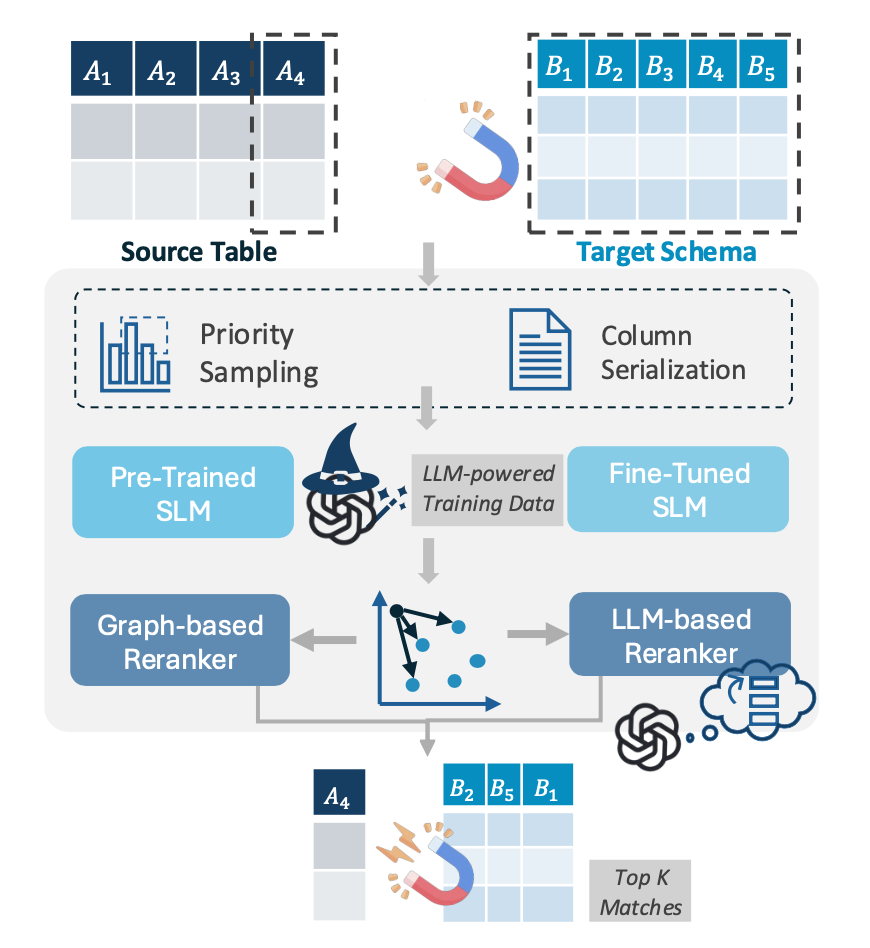 A₁ A₂ A₃ A₄
B₁ B₂ B₃ B₄ B₅
Source Table
Target Schema
Priority
Sampling
Column
Serialization
Pre-Trained
SLM
LLM-powered
Training Data
Fine-Tuned
SLM
Graph-based
Reranker
LLM-based
Reranker
A₄
B₂ B₅ B₁
Top K
Matches